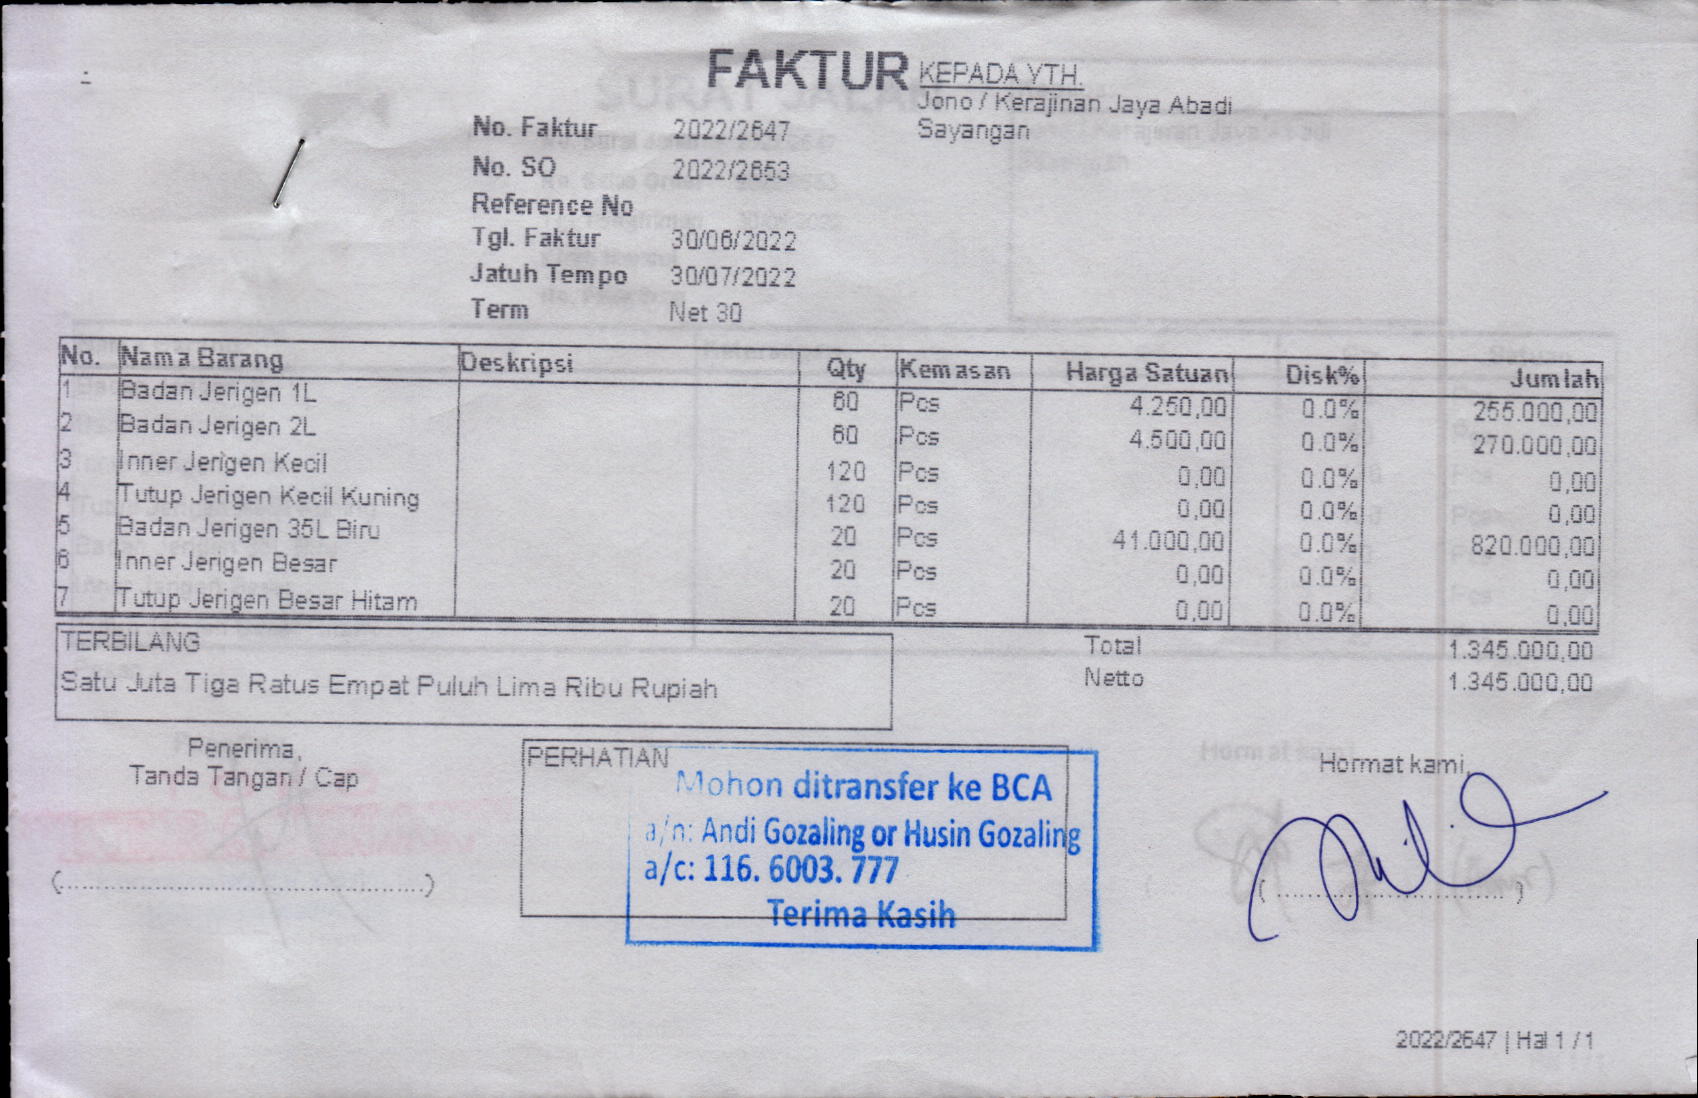 FAKTUR
KEPADA YTH.
Jono / Kerajinan Jaya Abadi
Sayangan
No. Faktur 2022/2647
No. SO 2022/2653
Reference No
Tgl. Faktur 30/06/2022
Jatuh Tempo 30/07/2022
Term Net 30
No. Nama Barang Deskripsi Qty Kemasan Harga Satuan Disk% Jumlah
1 Badan Jerigen 1L 60 Pcs 4.250,00 0.0% 255.000,00
2 Badan Jerigen 2L 60 Pcs 4.500,00 0.0% 270.000,00
3 Inner Jerigen Kecil 120 Pcs 0,00 0.0% 0,00
4 Tutup Jerigen Kecil Kuning 120 Pcs 0,00 0.0% 0,00
5 Badan Jerigen 35L Biru 20 Pcs 41.000,00 0.0% 820.000,00
6 Inner Jerigen Besar 20 Pcs 0,00 0.0% 0,00
7 Tutup Jerigen Besar Hitam 20 Pcs 0,00 0.0% 0,00
TERBILANG
Satu Juta Tiga Ratus Empat Puluh Lima Ribu Rupiah
Total 1.345.000,00
Netto 1.345.000,00
Penerima,
Tanda Tangan / Cap
(......................................................)
PERHATIAN
Mohon ditransfer ke BCA
a/n: Andi Gozaling or Husin Gozaling
a/c: 116. 6003. 777
Terima Kasih
Hormat kami,
(......................................)
2022/2647 | Hal 1 / 1